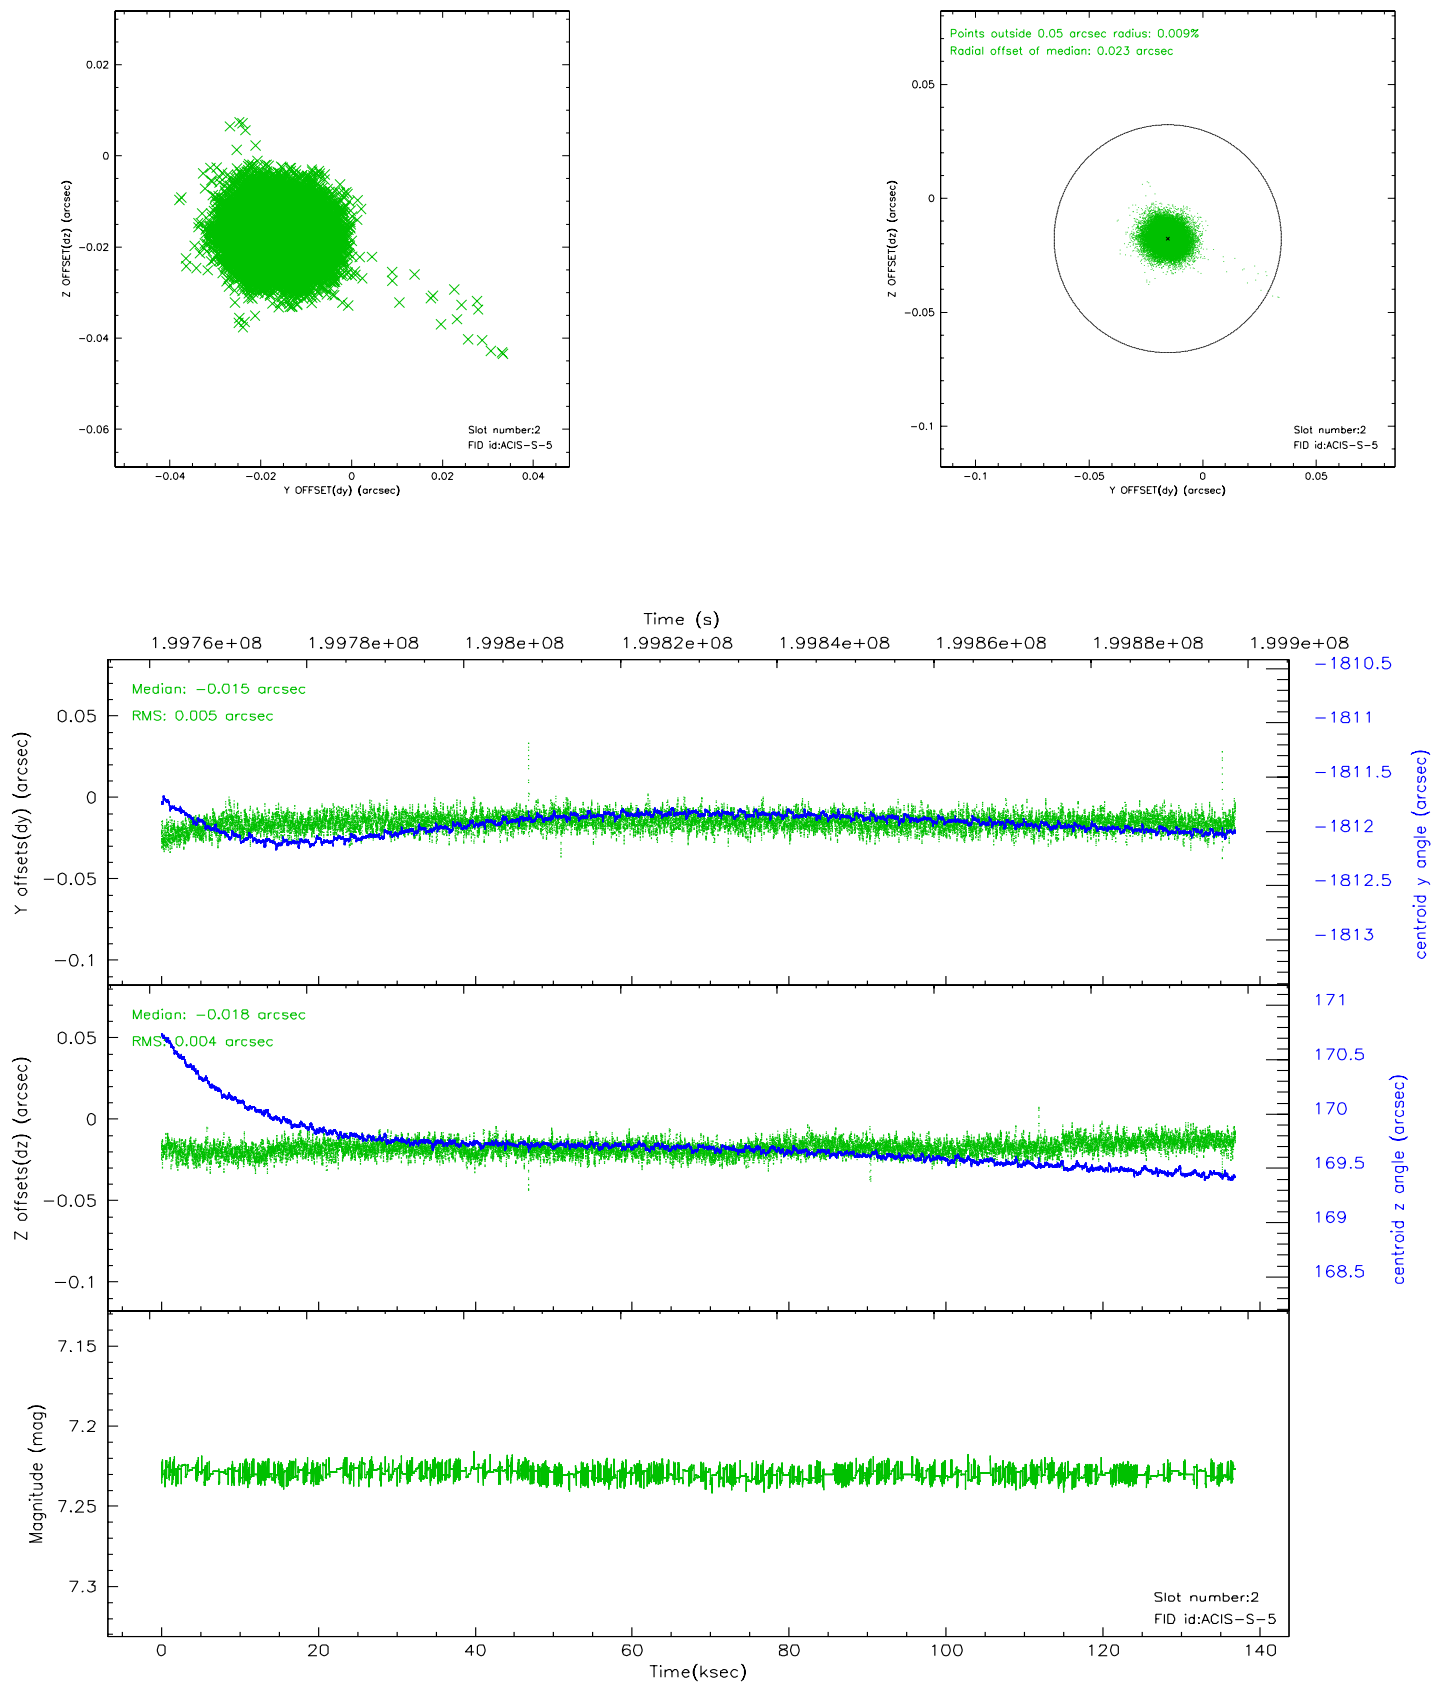 0.02
0
-0.02
-0.04
-0.06
Z OFFSET(dz) (arcsec)
Slot number:2
FID id:ACIS-S-5
-0.04 -0.02 0 0.02 0.04
Y OFFSET(dy) (arcsec)
Points outside 0.05 arcsec radius: 0.009%
Radial offset of median: 0.023 arcsec
0.05
0
-0.05
-0.1
Z OFFSET(dz) (arcsec)
Slot number:2
FID id:ACIS-S-5
-0.1 -0.05 0 0.05
Y OFFSET(dy) (arcsec)
Time (s)
1.9976e+08 1.9978e+08 1.998e+08 1.9982e+08 1.9984e+08 1.9986e+08 1.9988e+08 1.999e+08
Median: -0.015 arcsec
RMS: 0.005 arcsec
0.05
0
-0.05
-0.1
Y offsets(dy) (arcsec)
-1810.5
-1811
-1811.5
-1812
-1812.5
-1813
centroid y angle (arcsec)
Median: -0.018 arcsec
RMS: 0.004 arcsec
0.05
0
-0.05
-0.1
Z offsets(dz) (arcsec)
171
170.5
170
169.5
169
168.5
centroid z angle (arcsec)
7.15
7.2
7.25
7.3
Magnitude (mag)
Slot number:2
FID id:ACIS-S-5
0 20 40 60 80 100 120 140
Time(ksec)